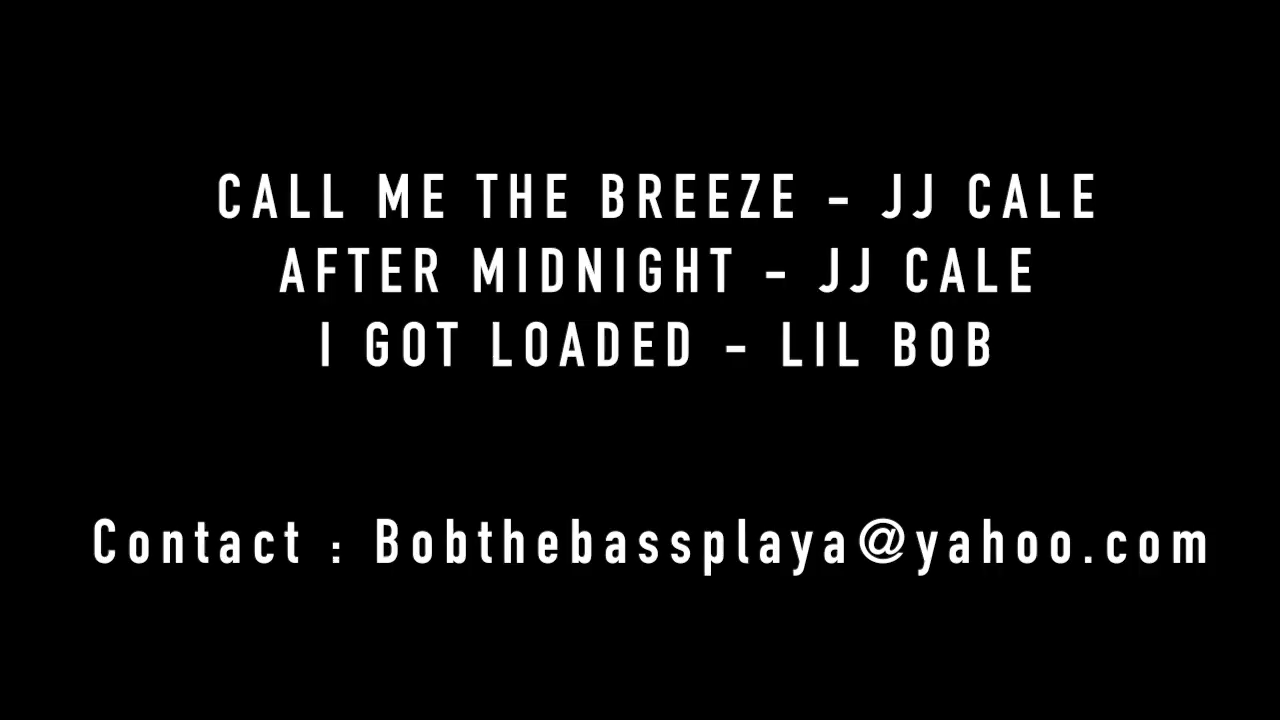 CALL ME THE BREEZE - JJ CALE
AFTER MIDNIGHT - JJ CALE
I GOT LOADED - LIL BOB
Contact : Bobthebassplaya@yahoo.com